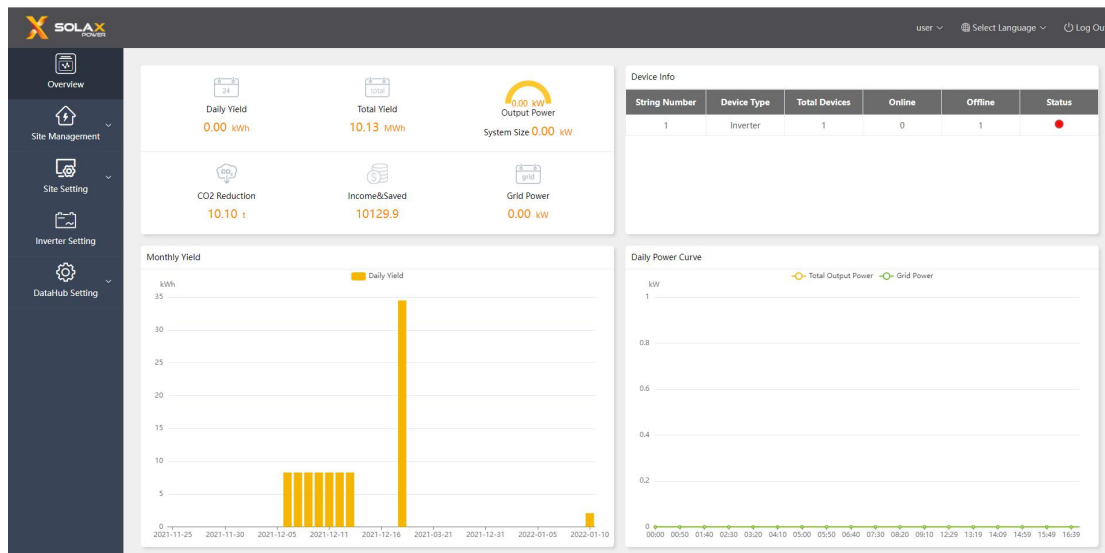 SOLAX
POWER
user
Select Language
Log Ou
Overview
Site Management
Site Setting
Inverter Setting
DataHub Setting
24
Daily Yield
0.00 kWh
total
Total Yield
10.13 MWh
0.00 kW
Output Power
System Size 0.00 kW
CO2
CO2 Reduction
10.10 t
$
Income&Saved
10129.9
grid
Grid Power
0.00 kW
Device Info
String Number Device Type Total Devices Online Offline Status
1 Inverter 1 0 1
Monthly Yield
Daily Yield
kWh
35
30
25
20
15
10
5
0
2021-11-25 2021-11-30 2021-12-05 2021-12-11 2021-12-16 2021-03-21 2021-12-31 2022-01-05 2022-01-10
Daily Power Curve
Total Output Power Grid Power
kW
1
0.8
0.6
0.4
0.2
0
00:00 00:50 01:40 02:30 03:20 04:10 05:00 05:50 06:40 07:30 08:20 09:10 12:29 13:19 14:09 14:59 15:49 16:39